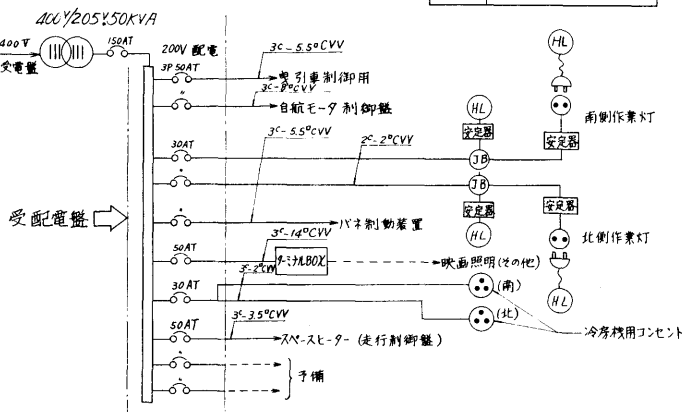 400V/205V.50KVA
400V
受電盤
150AT
200V 配電
3P 50AT
3C-5.5□CVV
曳引車制御用
"
3C-8□CVV
自航モータ制御盤
30AT
3C-5.5□CVV
2C-2□CVV
JB
安定器
HL
HL
安定器
南側作業灯
"
JB
安定器
HL
安定器
北側作業灯
HL
受配電盤
"
バネ制動装置
50AT
3C-14□CVV
ターミナルBOX
映画照明(その他)
30AT
3C-2□CVV
(南)
(北)
冷房機用コンセント
50AT
3C-3.5□CVV
スペースヒーター (走行制御盤)
"
"
予備